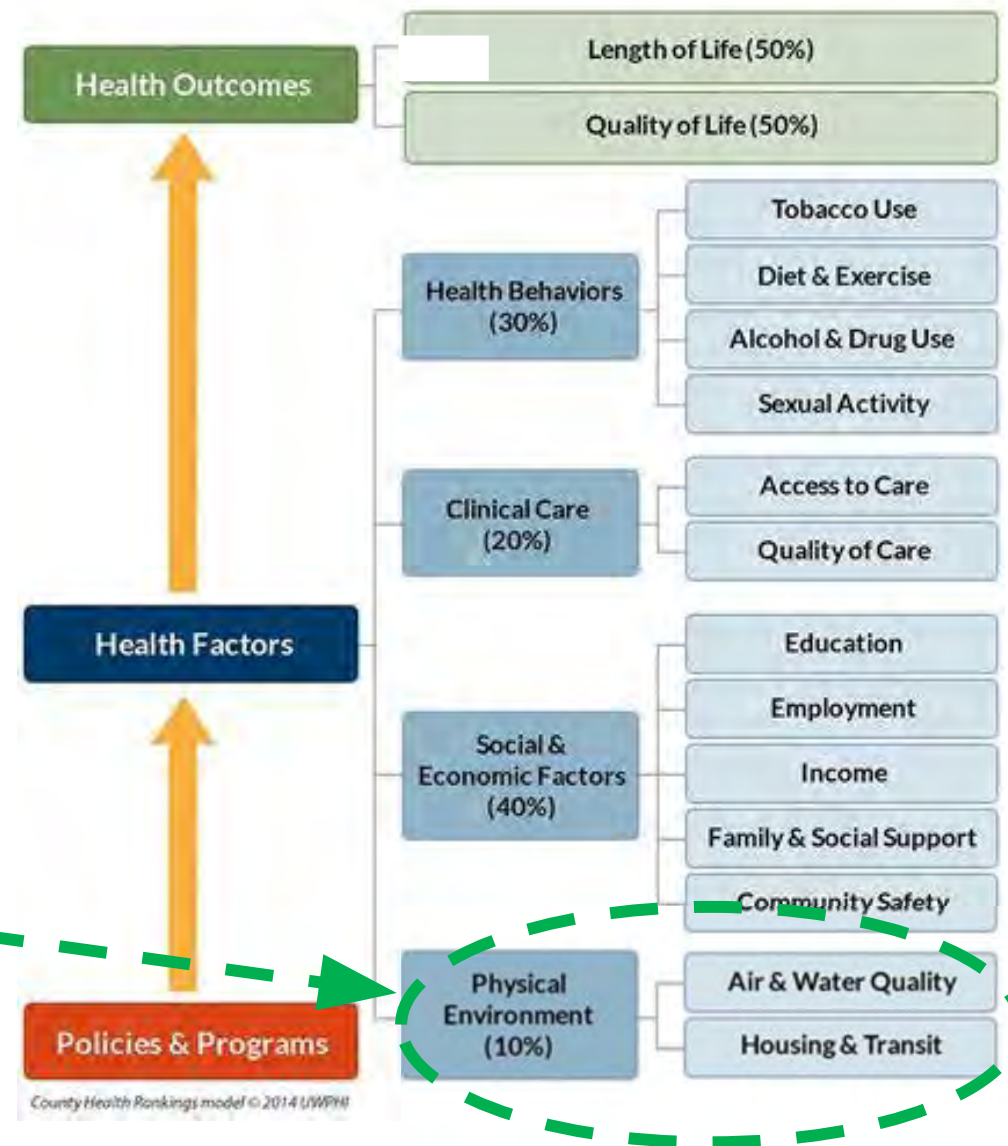 Health Outcomes
Length of Life (50%)
Quality of Life (50%)
Health Factors
Health Behaviors
(30%)
Tobacco Use
Diet & Exercise
Alcohol & Drug Use
Sexual Activity
Clinical Care
(20%)
Access to Care
Quality of Care
Social &
Economic Factors
(40%)
Education
Employment
Income
Family & Social Support
Community Safety
Physical
Environment
(10%)
Air & Water Quality
Housing & Transit
Policies & Programs
County Health Rankings model © 2014 UWPHI